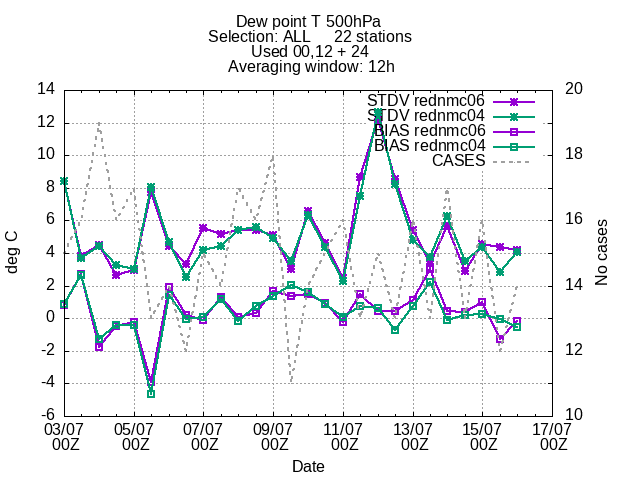 Dew point T 500hPa
Selection: ALL 22 stations
Used 00,12 + 24
Averaging window: 12h
14
12
10
8
6
4
2
0
-2
-4
-6
deg C
STDV rednmc06
STDV rednmc04
BIAS rednmc06
BIAS rednmc04
CASES
20
18
16
14
12
10
No cases
03/07 05/07 07/07 09/07 11/07 13/07 15/07 17/07
00Z 00Z 00Z 00Z 00Z 00Z 00Z 00Z
Date